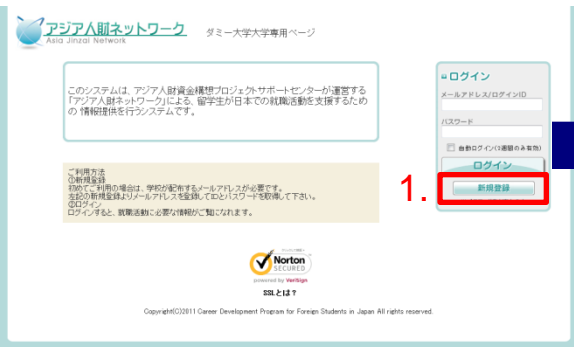 アジア人財ネットワーク ダミー大学大学専用ページ
Asia Jinzai Network
このシステムは、アジア人財資金構想プロジェクトサポートセンターが運営する
「アジア人財ネットワーク」による、留学生が日本での就職活動を支援するため
の 情報提供を行うシステムです。
ログイン
メールアドレス/ログインID
パスワード
自動ログイン(2週間のみ有効)
ログイン
1.
新規登録
ご利用方法
①新規登録
初めてご利用の場合は、学校が配布するメールアドレスが必要です。
左記の新規登録よりメールアドレスを登録してIDとパスワードを取得して下さい。
②ログイン
ログインすると、就職活動に必要な情報がご覧になれます。
Norton
SECURED
powered by VeriSign
SSLとは？
Copyright(C)2011 Career Development Program for Foreign Students in Japan All rights reserved.